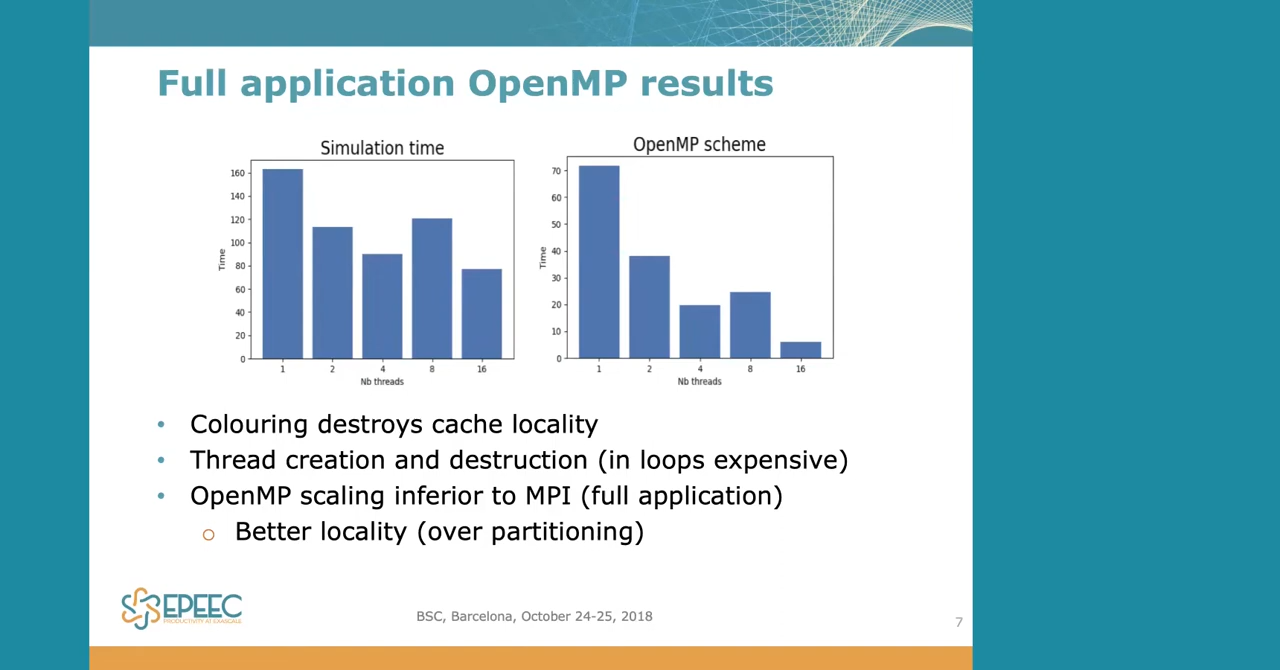 Full application OpenMP results
Simulation time
160
140
120
100
80
60
40
20
0
Time
1 2 4 8 16
Nb threads
OpenMP scheme
70
60
50
40
30
20
10
0
Time
1 2 4 8 16
Nb threads
• Colouring destroys cache locality
• Thread creation and destruction (in loops expensive)
• OpenMP scaling inferior to MPI (full application)
o Better locality (over partitioning)
EPEEC
PRODUCTIVITY AT EXASCALE
BSC, Barcelona, October 24-25, 2018
7